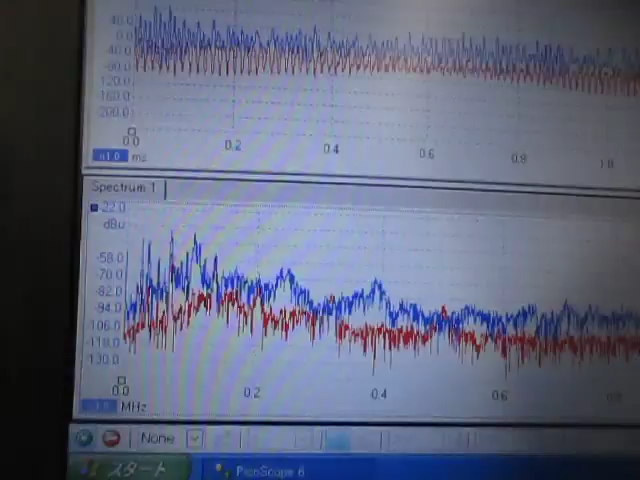 40.0
0.0
-40.0
-80.0
-120.0
-160.0
-200.0
0.0 0.2 0.4 0.6 0.8 1.0
x1.0 ms
Spectrum 1
22.0
dBu
-58.0
-70.0
-82.0
-94.0
-106.0
-118.0
-130.0
0.0 0.2 0.4 0.6
MHz
None
スタート PicoScope 6